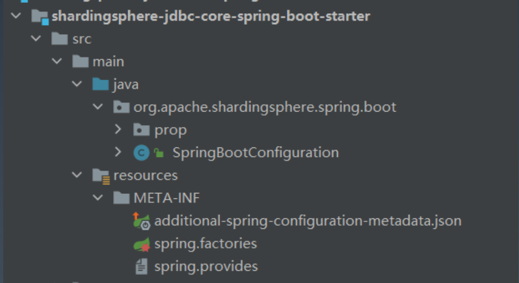 shardingsphere-jdbc-core-spring-boot-starter
src
main
java
org.apache.shardingsphere.spring.boot
prop
SpringBootConfiguration
resources
META-INF
additional-spring-configuration-metadata.json
spring.factories
spring.provides